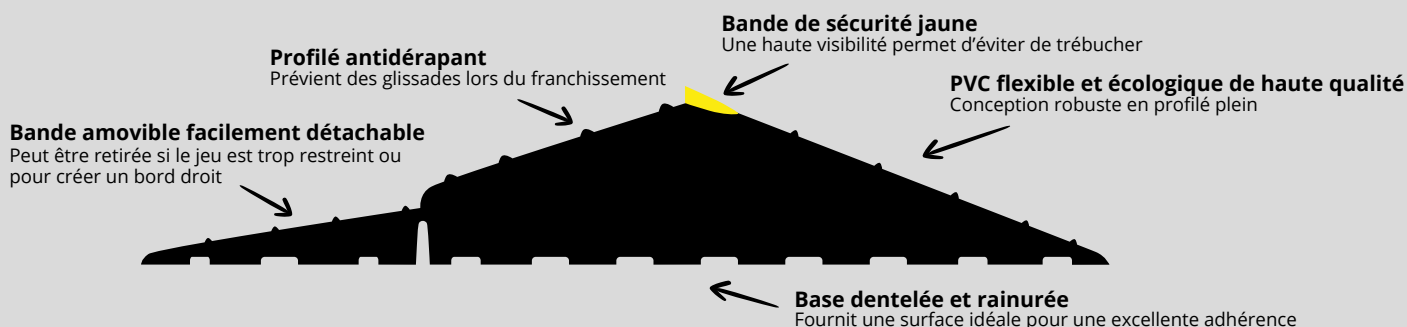 Bande de sécurité jaune
Une haute visibilité permet d'éviter de trébucher
Profilé antidérapant
Prévient des glissades lors du franchissement
PVC flexible et écologique de haute qualité
Conception robuste en profilé plein
Bande amovible facilement détachable
Peut être retirée si le jeu est trop restreint ou
pour créer un bord droit
Base dentelée et rainurée
Fournit une surface idéale pour une excellente adhérence